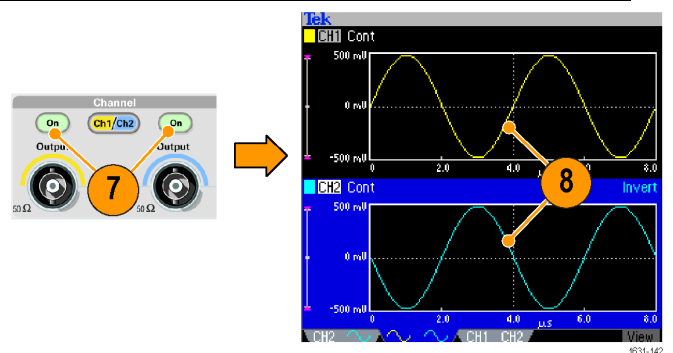 Channel
On
Ch1/Ch2
On
Output
Output
7
50 Ω
50 Ω
Tek
CH1 Cont
500 mV
0 mV
-500 mV
0
2.0
4.0
6.0
8.0
8
CH2 Cont
Invert
500 mV
0 mV
-500 mV
0
2.0
4.0
6.0
8.0
µs
CH2
CH1 CH2
View
1631-142